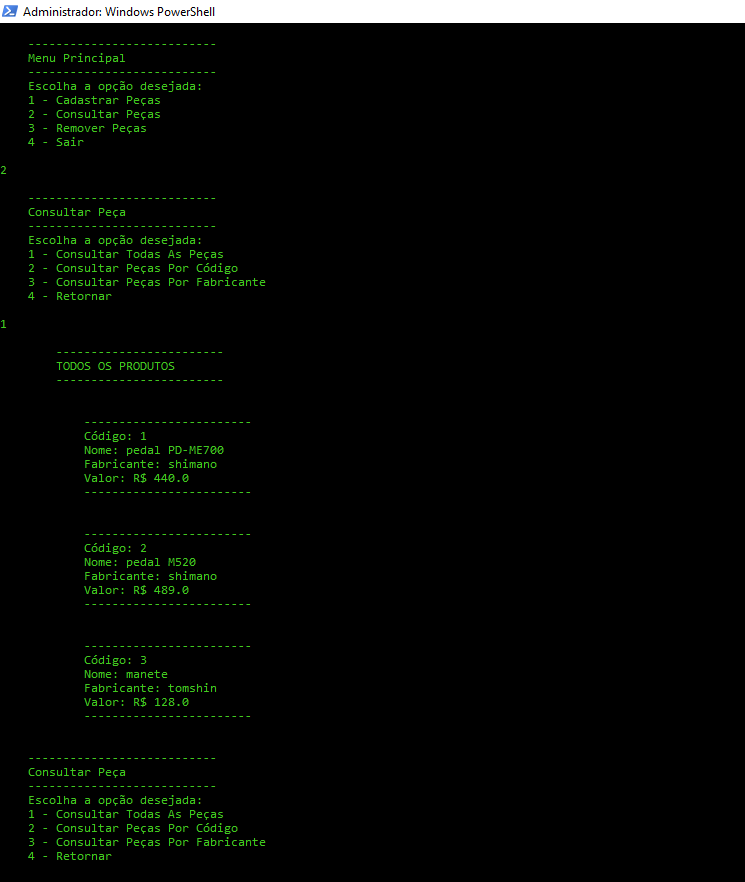 Administrador: Windows PowerShell
---------------------------
Menu Principal
---------------------------
Escolha a opção desejada:
1 - Cadastrar Peças
2 - Consultar Peças
3 - Remover Peças
4 - Sair
2
---------------------------
Consultar Peça
---------------------------
Escolha a opção desejada:
1 - Consultar Todas As Peças
2 - Consultar Peças Por Código
3 - Consultar Peças Por Fabricante
4 - Retornar
1
------------------------
TODOS OS PRODUTOS
------------------------
------------------------
Código: 1
Nome: pedal PD-ME700
Fabricante: shimano
Valor: R$ 440.0
------------------------
------------------------
Código: 2
Nome: pedal M520
Fabricante: shimano
Valor: R$ 489.0
------------------------
------------------------
Código: 3
Nome: manete
Fabricante: tomshin
Valor: R$ 128.0
------------------------
---------------------------
Consultar Peça
---------------------------
Escolha a opção desejada:
1 - Consultar Todas As Peças
2 - Consultar Peças Por Código
3 - Consultar Peças Por Fabricante
4 - Retornar